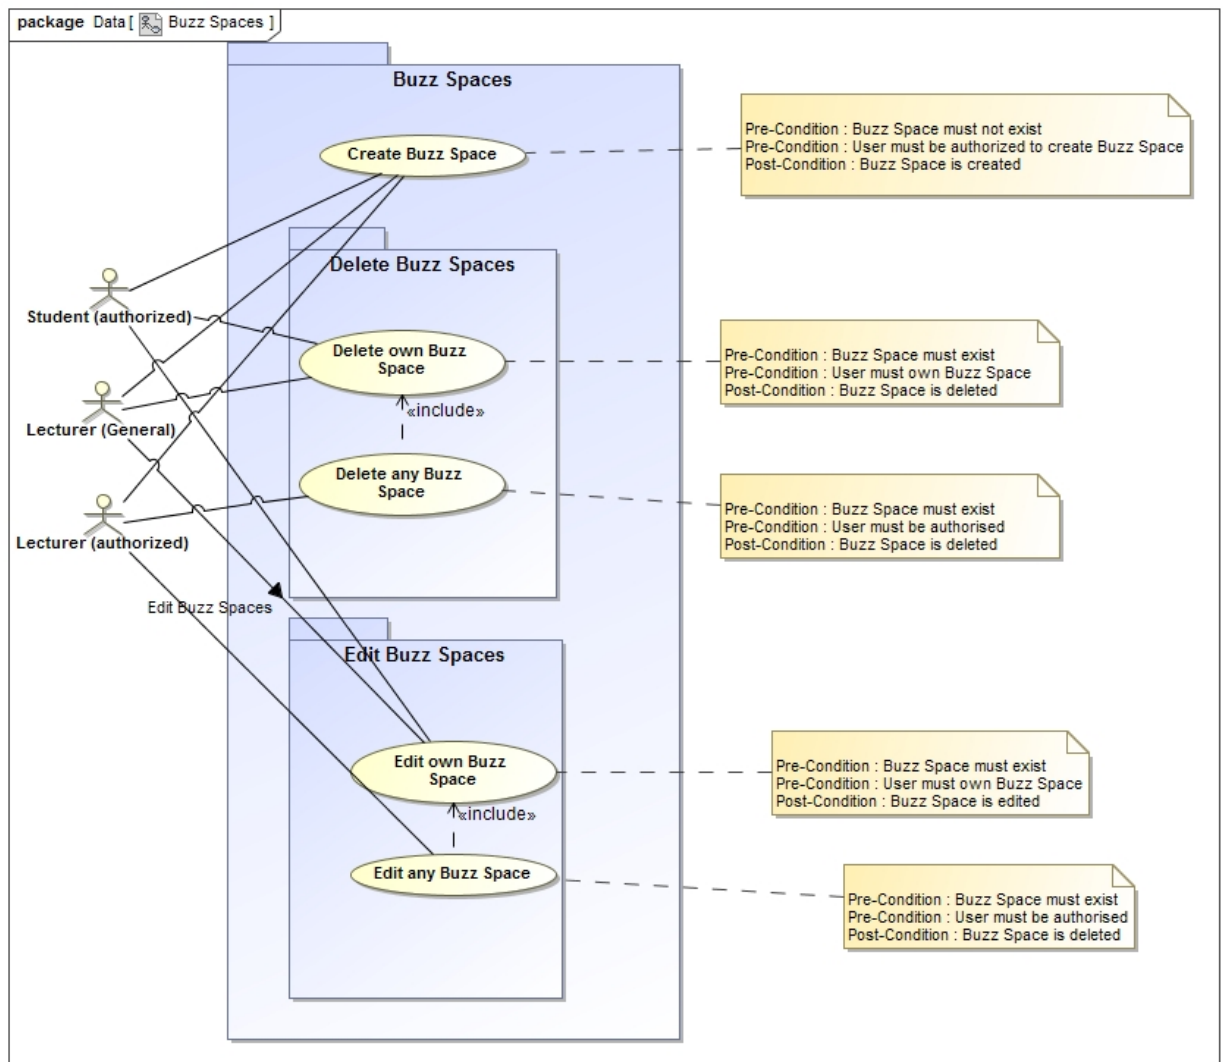 package Data [ Buzz Spaces ]
Buzz Spaces
Create Buzz Space
Pre-Condition : Buzz Space must not exist
Pre-Condition : User must be authorized to create Buzz Space
Post-Condition : Buzz Space is created
Delete Buzz Spaces
Student (authorized)
Delete own Buzz
Space
Pre-Condition : Buzz Space must exist
Pre-Condition : User must own Buzz Space
Post-Condition : Buzz Space is deleted
«include»
Lecturer (General)
Delete any Buzz
Space
Pre-Condition : Buzz Space must exist
Pre-Condition : User must be authorised
Post-Condition : Buzz Space is deleted
Lecturer (authorized)
Edit Buzz Spaces
Edit Buzz Spaces
Edit own Buzz
Space
Pre-Condition : Buzz Space must exist
Pre-Condition : User must own Buzz Space
Post-Condition : Buzz Space is edited
«include»
Edit any Buzz Space
Pre-Condition : Buzz Space must exist
Pre-Condition : User must be authorised
Post-Condition : Buzz Space is deleted